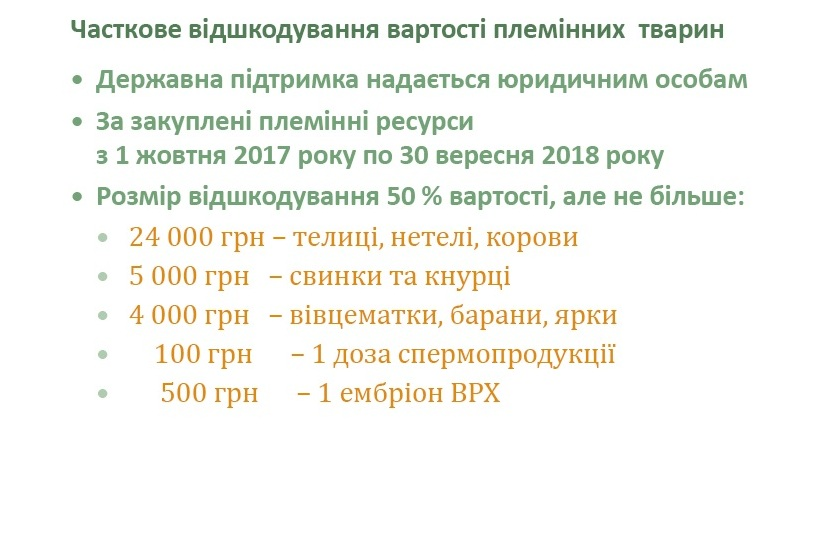 Часткове відшкодування вартості племінних тварин
• Державна підтримка надається юридичним особам
• За закуплені племінні ресурси
з 1 жовтня 2017 року по 30 вересня 2018 року
• Розмір відшкодування 50 % вартості, але не більше:
• 24 000 грн – телиці, нетелі, корови
• 5 000 грн – свинки та кнурці
• 4 000 грн – вівцематки, барани, ярки
• 100 грн – 1 доза спермопродукції
• 500 грн – 1 ембріон ВРХ